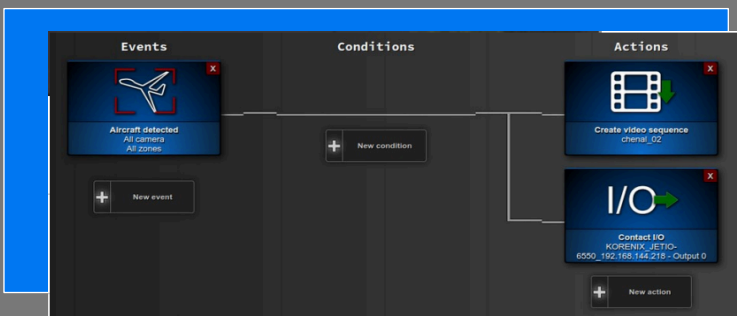 Events
Conditions
Actions
X
Aircraft detected
All camera
All zones
New event
New condition
X
Create video sequence
chenal_02
X
I/O
Contact I/O
KORENIX_JETIO-
6550_192.168.144.218 - Output 0
New action